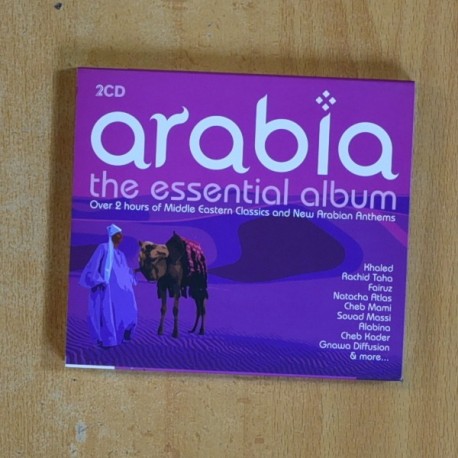 2CD
arabia
the essential album
Over 2 hours of Middle Eastern Classics and New Arabian Anthems
Khaled
Rachid Taha
Fairuz
Natacha Atlas
Cheb Mami
Souad Massi
Alabina
Cheb Kader
Gnawa Diffusion
& more...